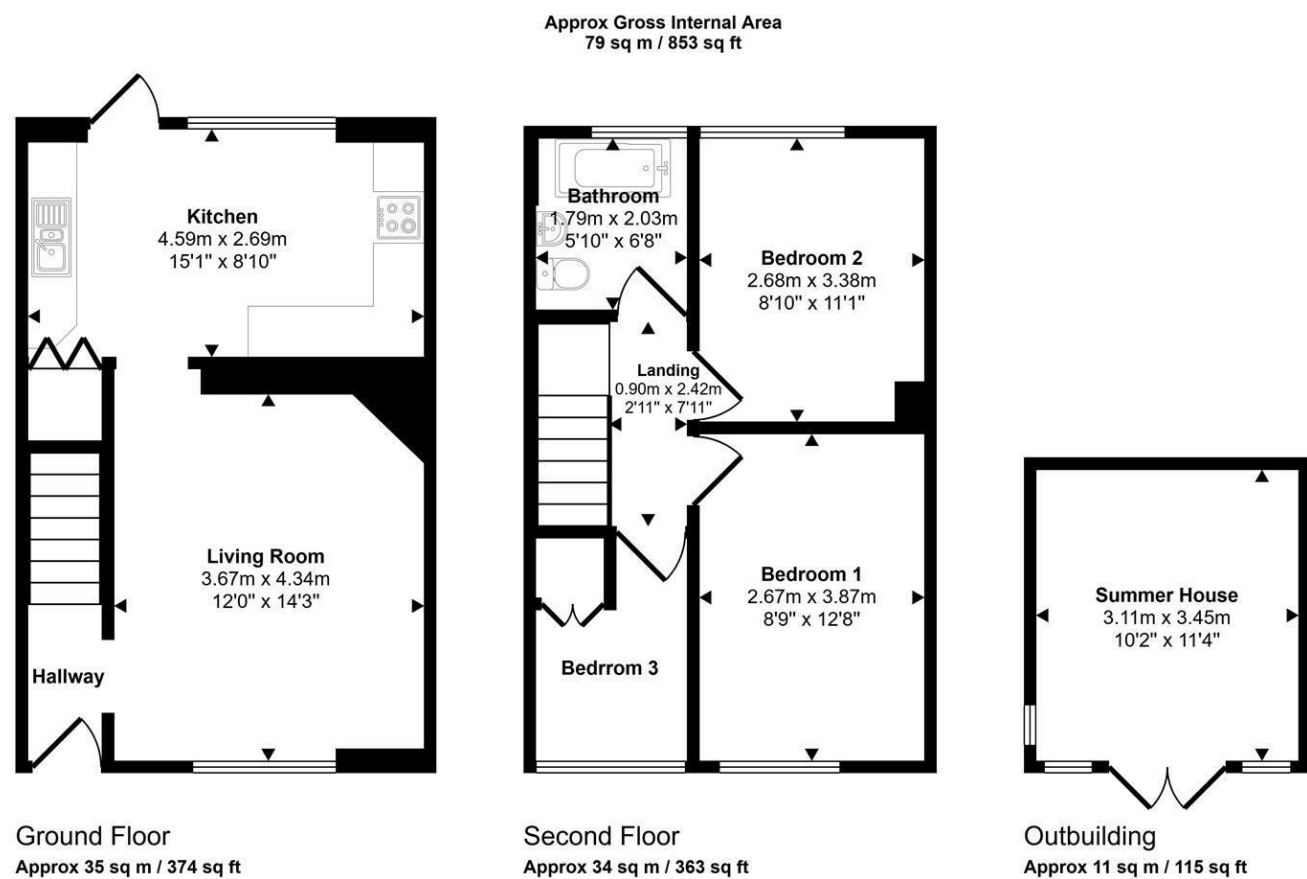 Approx Gross Internal Area
79 sq m / 853 sq ft
Kitchen
4.59m x 2.69m
15'1" x 8'10"
Living Room
3.67m x 4.34m
12'0" x 14'3"
Hallway
Ground Floor
Approx 35 sq m / 374 sq ft
Bathroom
1.79m x 2.03m
5'10" x 6'8"
Bedroom 2
2.68m x 3.38m
8'10" x 11'1"
Landing
0.90m x 2.42m
2'11" x 7'11"
Bedroom 1
2.67m x 3.87m
8'9" x 12'8"
Bedrrom 3
Second Floor
Approx 34 sq m / 363 sq ft
Summer House
3.11m x 3.45m
10'2" x 11'4"
Outbuilding
Approx 11 sq m / 115 sq ft